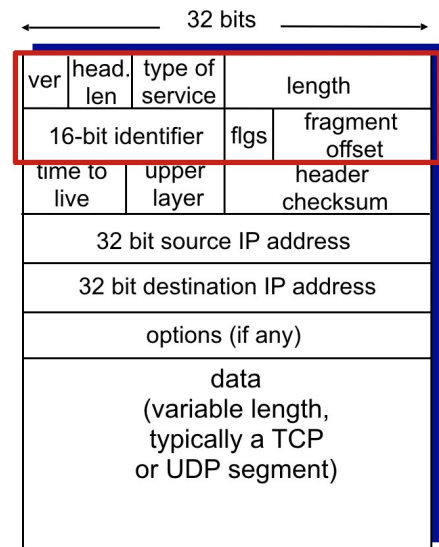 32 bits
ver head. len type of service length
16-bit identifier flgs fragment offset
time to live upper layer header checksum
32 bit source IP address
32 bit destination IP address
options (if any)
data
(variable length,
typically a TCP
or UDP segment)